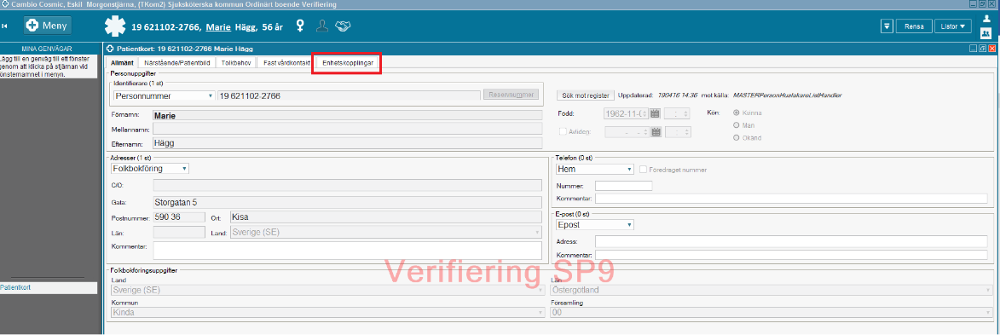 Cambio Cosmic, Eskil Morgonstjärna, (TKom2) Sjuksköterska kommun Ordinärt boende Verifiering
Meny
19 621102-2766, Marie Hägg, 56 år
Rensa
Listor
MINA GENVÄGAR
Lägg till en genväg till ett fönster
genom att klicka på stjärnan vid
fönsternamnet i menyn.
Patientkort
Patientkort: 19 621102-2766 Marie Hägg
Allmänt Närstående/Patientbild Tolkbehov Fast vårdkontakt Enhetskopplingar
Personuppgifter
Identifierare (1 st)
Personnummer 19 621102-2766 Reservnummer
Sök mot register Uppdaterad: 190416 14:36 mot källa: MASTERPersonHusfakareListHandler
Förnamn: Marie
Född: 1962-11-0 :
Kön: Kvinna
Mellannamn:
Man
Avliden: - - :
Efternamn: Hägg
Okänd
Adresser (1 st)
Folkbokföring
C/O:
Gata: Storgatan 5
Postnummer: 590 36 Ort: Kisa
Län: Land: Sverige (SE)
Kommentar:
Telefon (0 st)
Hem Föredraget nummer
Nummer:
Kommentar:
E-post (0 st)
Epost
Adress:
Kommentar:
Verifiering SP9
Folkbokföringsuppgifter
Land Län
Sverige (SE) Östergötland
Kommun Församling
Kinda 00